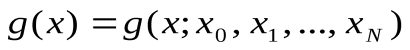 g(x) = g(x; x₀, x₁, ..., x_N)